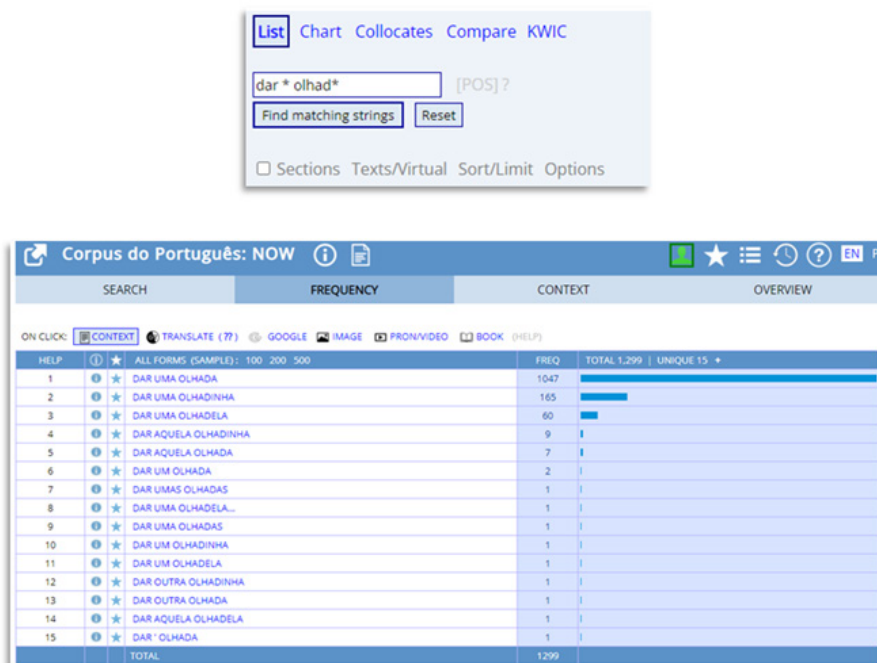 List Chart Collocates Compare KWIC
dar * olhad* [POS] ?
Find matching strings Reset
Sections Texts/Virtual Sort/Limit Options
Corpus do Português: NOW
EN
SEARCH FREQUENCY CONTEXT OVERVIEW
ON CLICK: CONTEXT TRANSLATE (??) GOOGLE IMAGE PRON/VIDEO BOOK (HELP)
HELP ALL FORMS (SAMPLE): 100 200 500 FREQ TOTAL 1,299 | UNIQUE 15 +
1 DAR UMA OLHADA 1047
2 DAR UMA OLHADINHA 165
3 DAR UMA OLHADELA 60
4 DAR AQUELA OLHADINHA 9
5 DAR AQUELA OLHADA 7
6 DAR UM OLHADA 2
7 DAR UMAS OLHADAS 1
8 DAR UMA OLHADELA... 1
9 DAR UMA OLHADAS 1
10 DAR UM OLHADINHA 1
11 DAR UM OLHADELA 1
12 DAR OUTRA OLHADINHA 1
13 DAR OUTRA OLHADA 1
14 DAR AQUELA OLHADELA 1
15 DAR ' OLHADA 1
TOTAL 1299